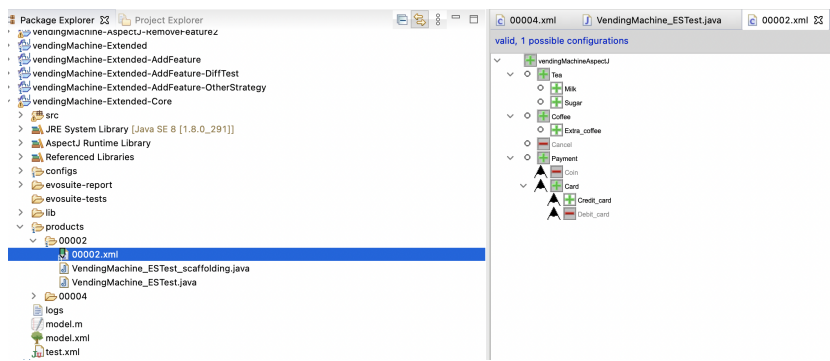 Package Explorer
Project Explorer
vendingMachine-AspectJ-RemoveFeature2
vendingMachine-Extended
vendingMachine-Extended-AddFeature
vendingMachine-Extended-AddFeature-DiffTest
vendingMachine-Extended-AddFeature-OtherStrategy
vendingMachine-Extended-Core
src
JRE System Library [Java SE 8 [1.8.0_291]]
AspectJ Runtime Library
Referenced Libraries
configs
evosuite-report
evosuite-tests
lib
products
00002
00002.xml
VendingMachine_ESTest_scaffolding.java
VendingMachine_ESTest.java
00004
logs
model.m
model.xml
test.xml
00004.xml
VendingMachine_ESTest.java
00002.xml
valid, 1 possible configurations
vendingMachineAspectJ
Tea
Milk
Sugar
Coffee
Extra_coffee
Cancel
Payment
Coin
Card
Credit_card
Debit_card